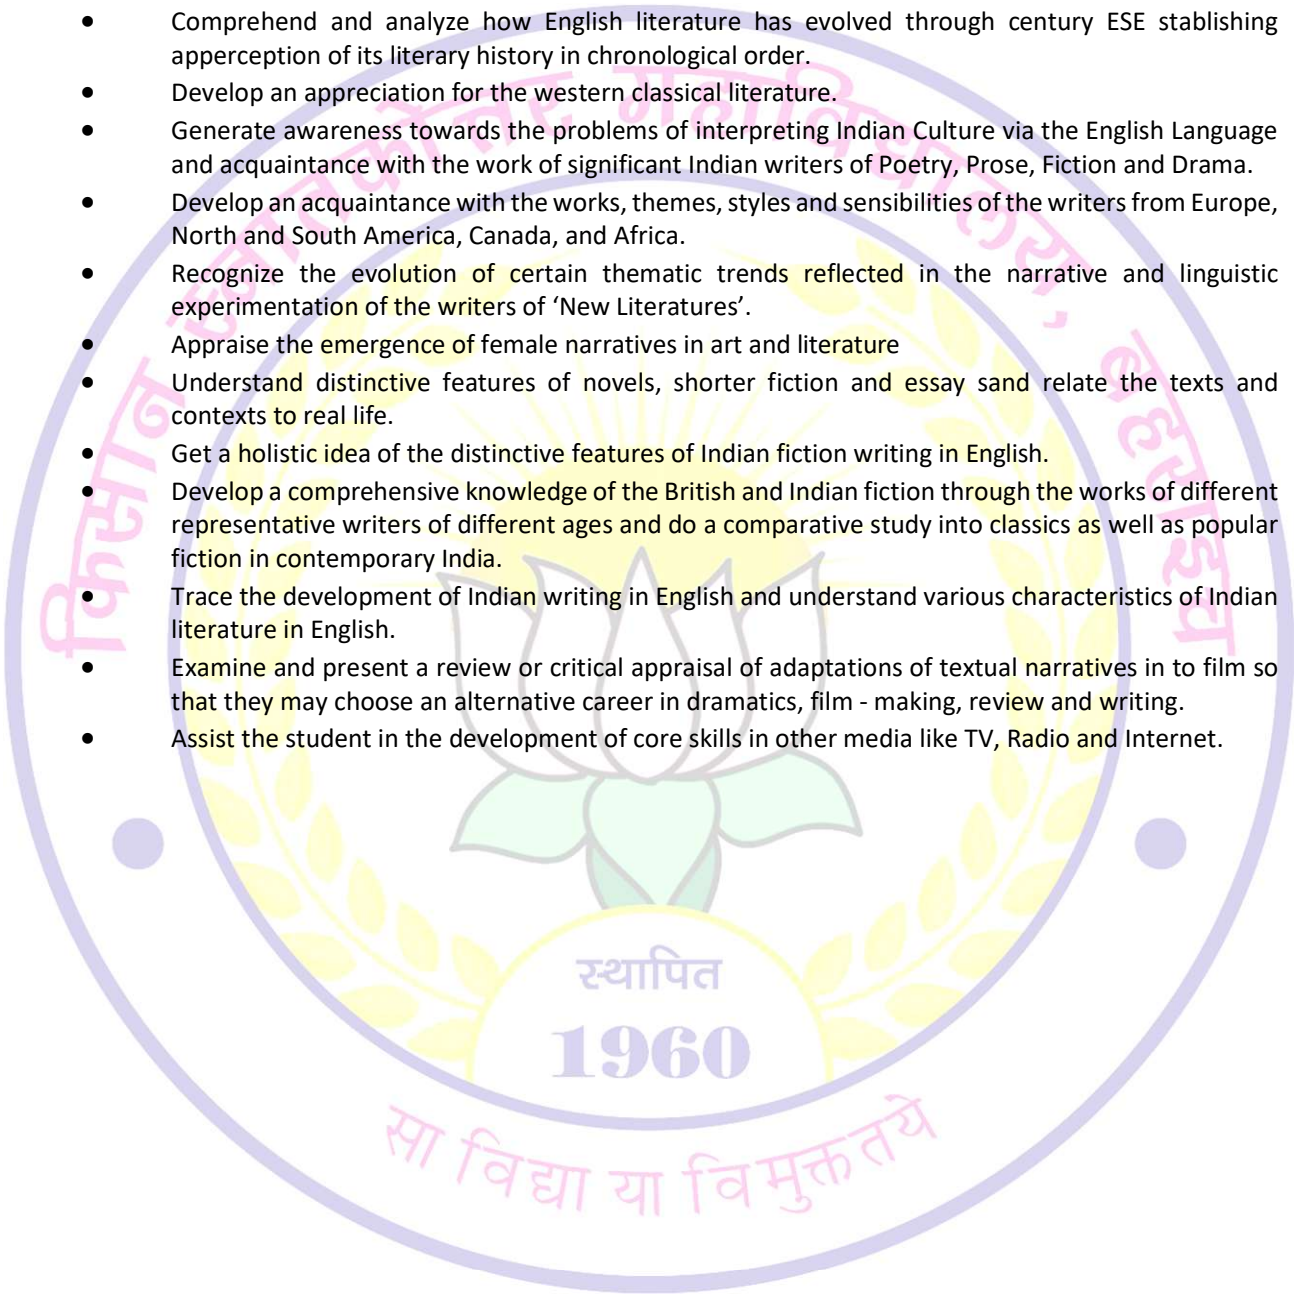 • Comprehend and analyze how English literature has evolved through century ESE stablishing
apperception of its literary history in chronological order.
• Develop an appreciation for the western classical literature.
• Generate awareness towards the problems of interpreting Indian Culture via the English Language
and acquaintance with the work of significant Indian writers of Poetry, Prose, Fiction and Drama.
• Develop an acquaintance with the works, themes, styles and sensibilities of the writers from Europe,
North and South America, Canada, and Africa.
• Recognize the evolution of certain thematic trends reflected in the narrative and linguistic
experimentation of the writers of ‘New Literatures’.
• Appraise the emergence of female narratives in art and literature
• Understand distinctive features of novels, shorter fiction and essay sand relate the texts and
contexts to real life.
• Get a holistic idea of the distinctive features of Indian fiction writing in English.
• Develop a comprehensive knowledge of the British and Indian fiction through the works of different
representative writers of different ages and do a comparative study into classics as well as popular
fiction in contemporary India.
• Trace the development of Indian writing in English and understand various characteristics of Indian
literature in English.
• Examine and present a review or critical appraisal of adaptations of textual narratives in to film so
that they may choose an alternative career in dramatics, film - making, review and writing.
• Assist the student in the development of core skills in other media like TV, Radio and Internet.
किसान स्नातकोत्तर महाविद्यालय, बहराइच
स्थापित
1960
सा विद्या या विमुक्तये